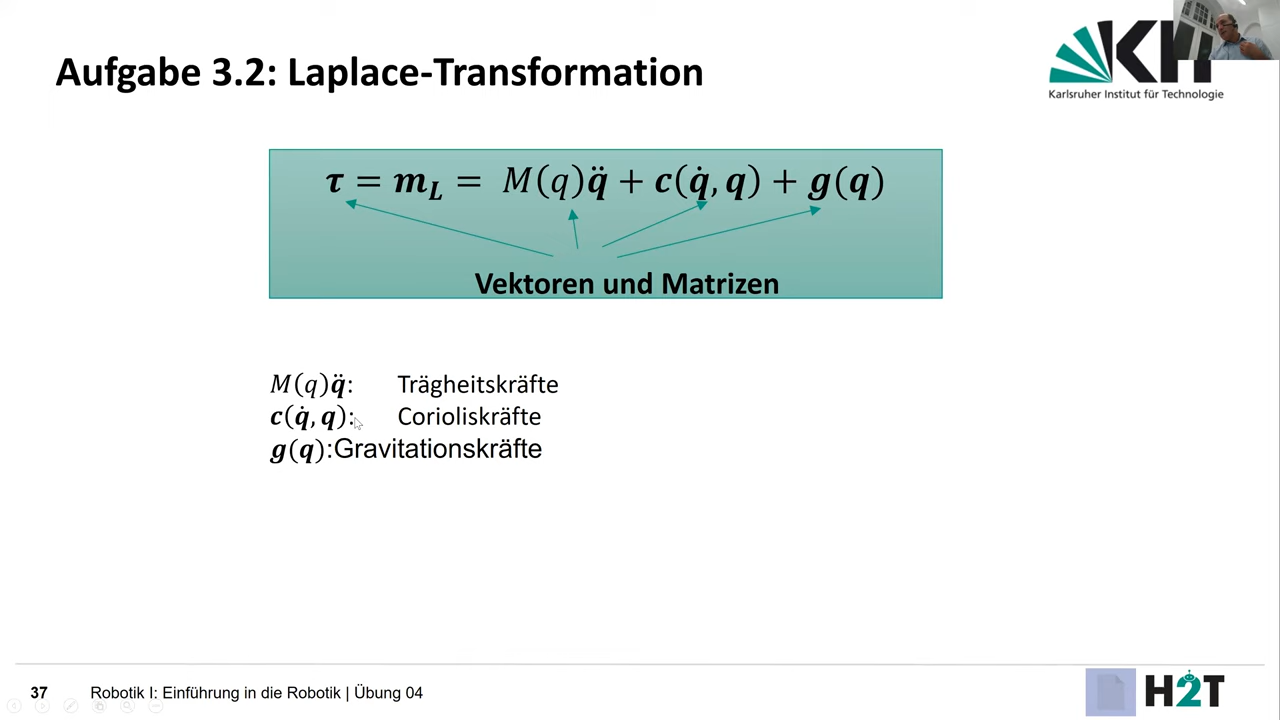 Aufgabe 3.2: Laplace-Transformation
KIT
Karlsruher Institut für Technologie
τ = m_L = M(q)q̈ + c(q̇, q) + g(q)
Vektoren und Matrizen
M(q)q̈: Trägheitskräfte
c(q̇, q): Corioliskräfte
g(q):Gravitationskräfte
37 Robotik I: Einführung in die Robotik | Übung 04
H2T